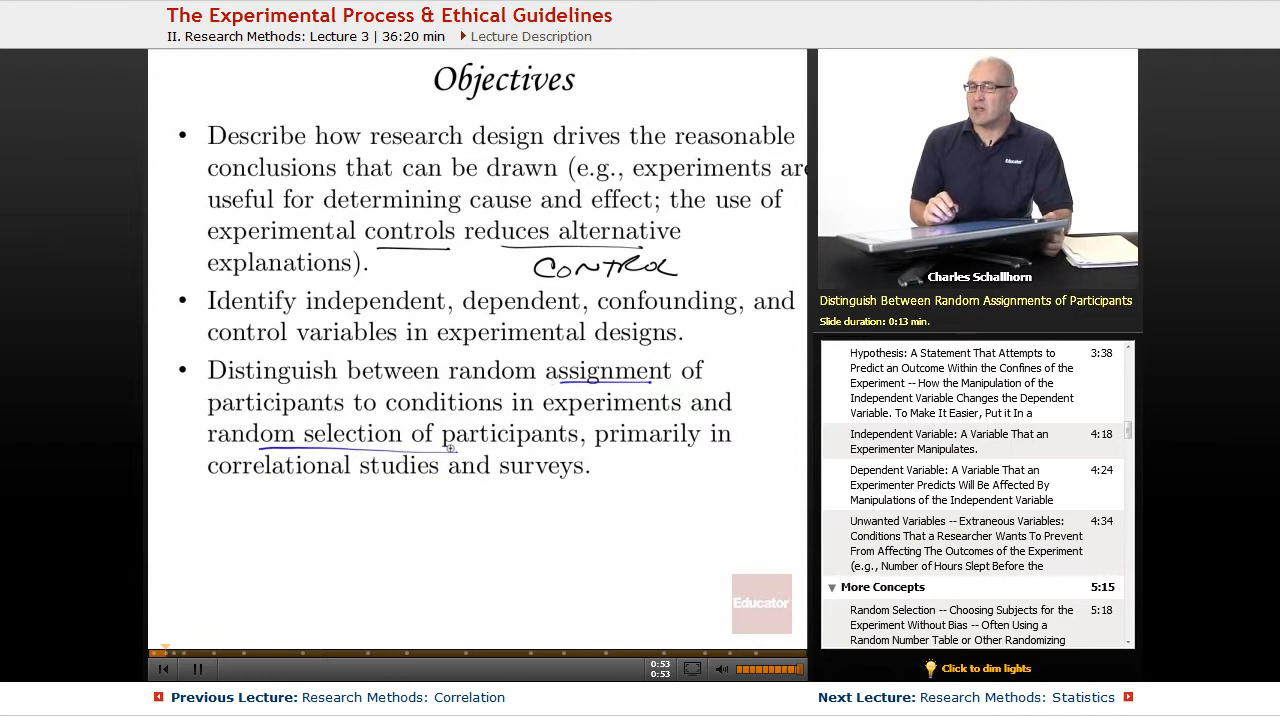 The Experimental Process & Ethical Guidelines
II. Research Methods: Lecture 3 | 36:20 min
Lecture Description
Objectives
• Describe how research design drives the reasonable
conclusions that can be drawn (e.g., experiments are
useful for determining cause and effect; the use of
experimental controls reduces alternative
explanations).
CONTROL
• Identify independent, dependent, confounding, and
control variables in experimental designs.
• Distinguish between random assignment of
participants to conditions in experiments and
random selection of participants, primarily in
correlational studies and surveys.
Educator
0:53
0:53
Educator
Charles Schallhorn
Distinguish Between Random Assignments of Participants
Slide duration: 0:13 min.
Hypothesis: A Statement That Attempts to 3:38
Predict an Outcome Within the Confines of the
Experiment -- How the Manipulation of the
Independent Variable Changes the Dependent
Variable. To Make It Easier, Put it In a
Independent Variable: A Variable That an 4:18
Experimenter Manipulates.
Dependent Variable: A Variable That an 4:24
Experimenter Predicts Will Be Affected By
Manipulations of the Independent Variable
Unwanted Variables -- Extraneous Variables: 4:34
Conditions That a Researcher Wants To Prevent
From Affecting The Outcomes of the Experiment
(e.g., Number of Hours Slept Before the
More Concepts 5:15
Random Selection -- Choosing Subjects for the 5:18
Experiment Without Bias -- Often Using a
Random Number Table or Other Randomizing
Click to dim lights
Previous Lecture: Research Methods: Correlation
Next Lecture: Research Methods: Statistics